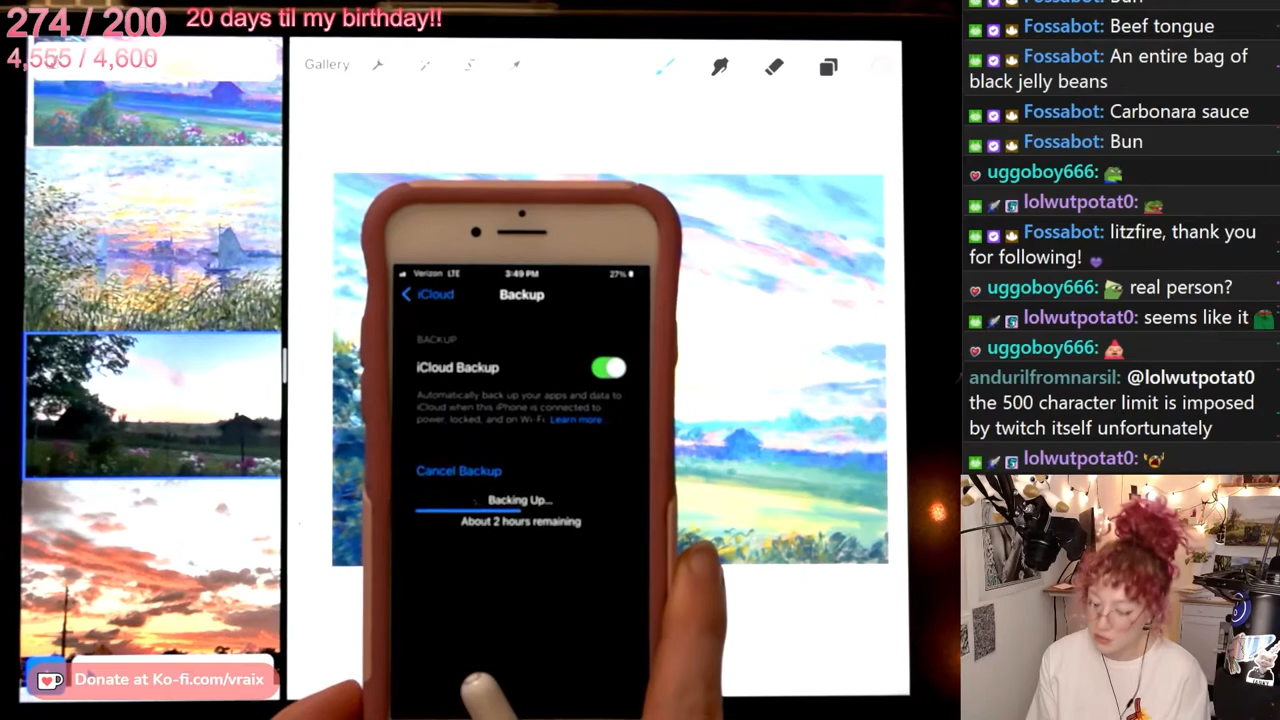 274 / 200
20 days til my birthday!!
4,555 / 4,600
Gallery
Verizon LTE 3:49 PM 27%
iCloud Backup
BACKUP
iCloud Backup
Automatically back up your apps and data to
iCloud when this iPhone is connected to
power, locked, and on Wi-Fi. Learn more...
Cancel Backup
Backing Up...
About 2 hours remaining
Donate at Ko-fi.com/vraix
Fossabot: Bun
Fossabot: Beef tongue
Fossabot: An entire bag of
black jelly beans
Fossabot: Carbonara sauce
Fossabot: Bun
uggoboy666:
lolwutpotat0:
Fossabot: litzfire, thank you
for following!
uggoboy666: real person?
lolwutpotat0: seems like it
uggoboy666:
andurilfromnarsil: @lolwutpotat0
the 500 character limit is imposed
by twitch itself unfortunately
lolwutpotat0: